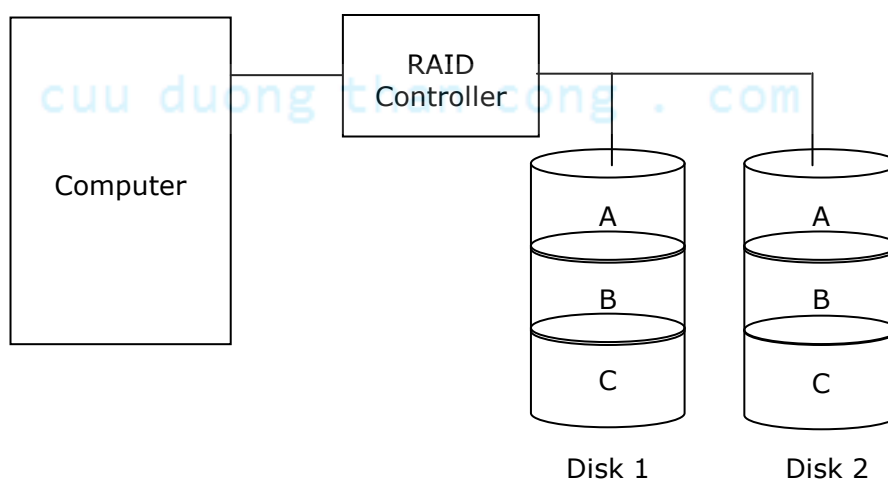 RAID
Controller
cuu duong than cong . com
Computer
A
A
B
B
C
C
Disk 1
Disk 2